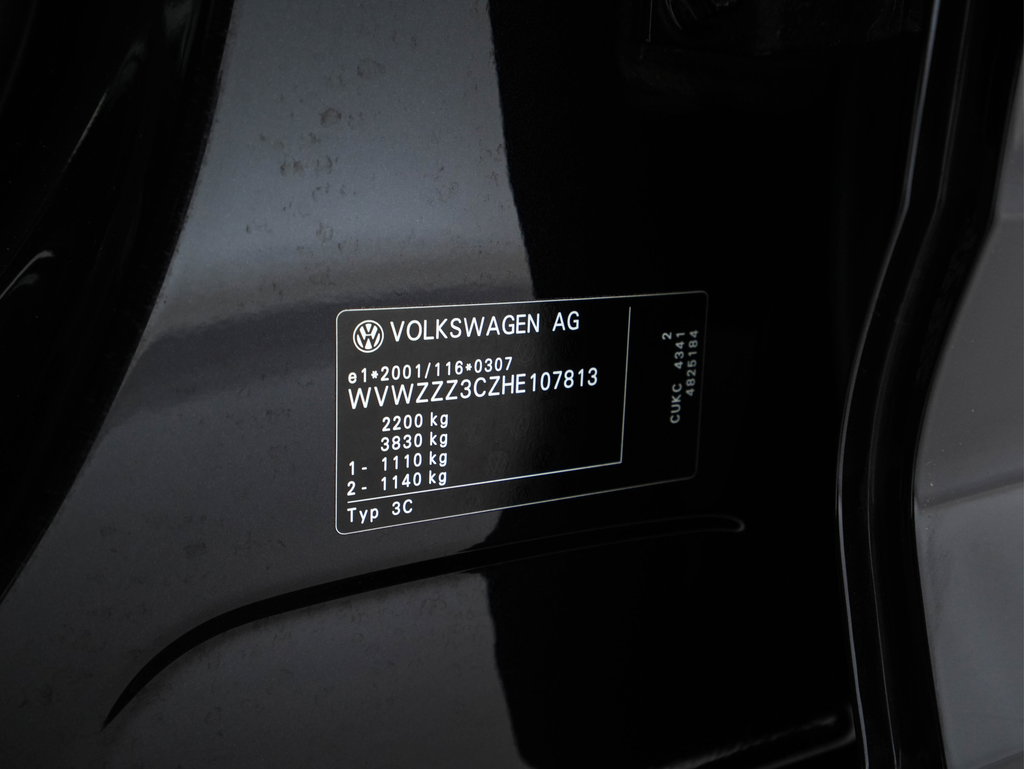 VOLKSWAGEN AG
e1*2001/116*0307
WVWZZZ3CZHE107813
2200 kg
3830 kg
1 - 1110 kg
2 - 1140 kg
Typ 3C
2
CUKC 4341
4825184